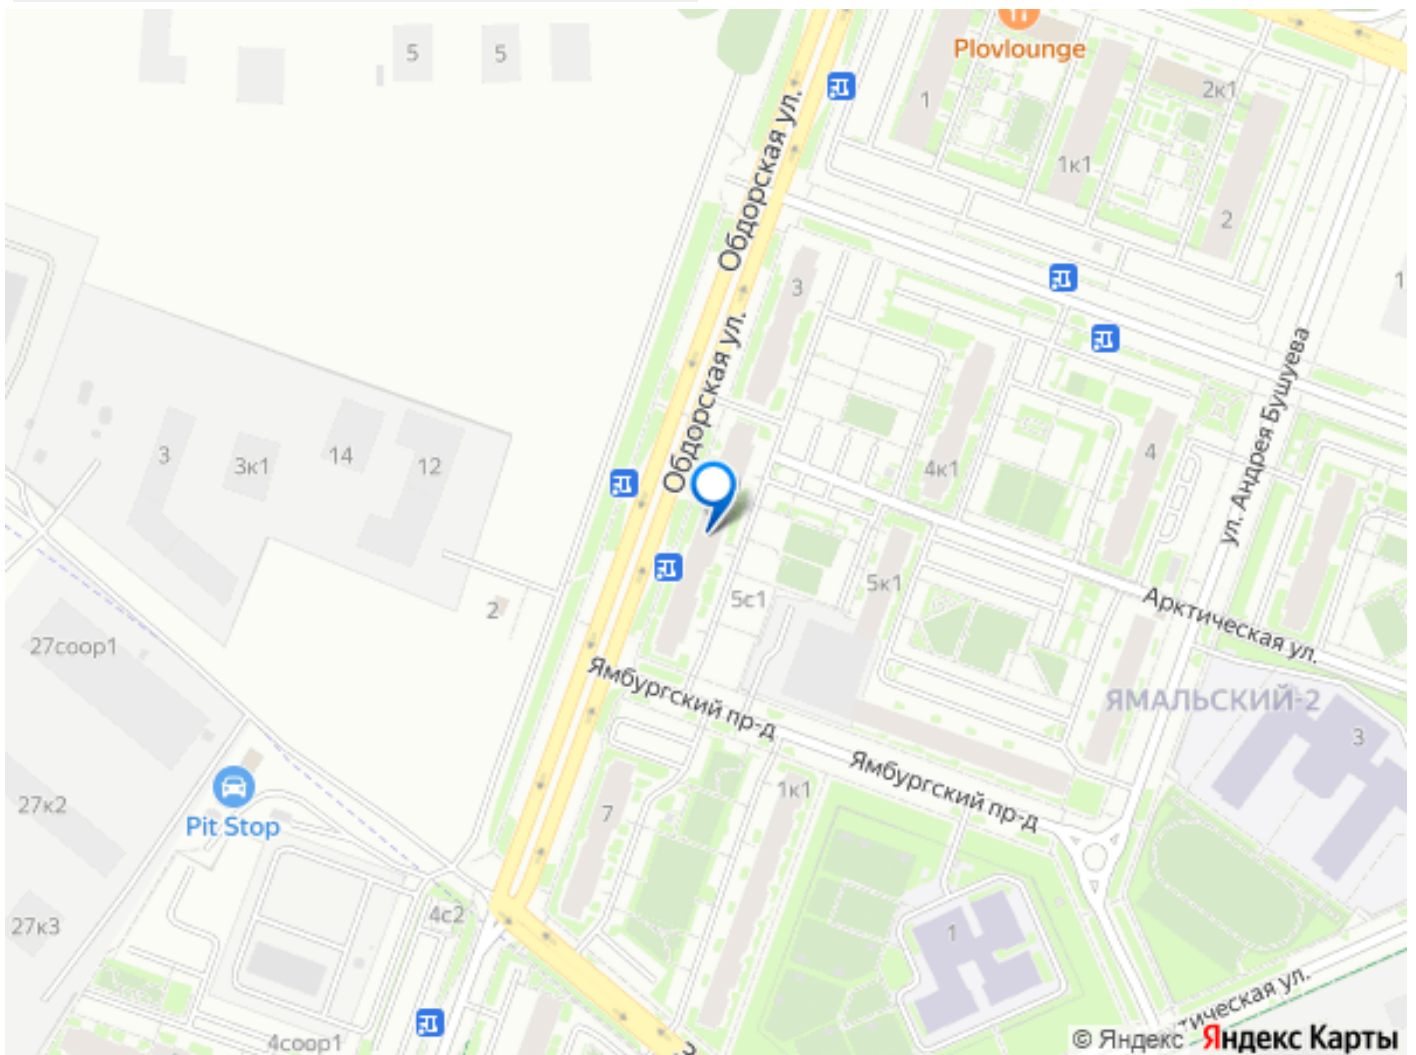 Plovlounge
5
5
1
2к1
1к1
2
Обдорская ул.
3
1
Обдорская ул.
ул. Андрея Бушуева
3
3к1
14
12
4к1
4
5к1
5с1
2
Арктическая ул.
27соор1
Ямбургский пр-д
ЯМАЛЬСКИЙ-2
3
Ямбургский пр-д
1к1
27к2
Pit Stop
7
27к3
4с2
1
тическая ул.
4соор1
© Яндекс Яндекс Карты